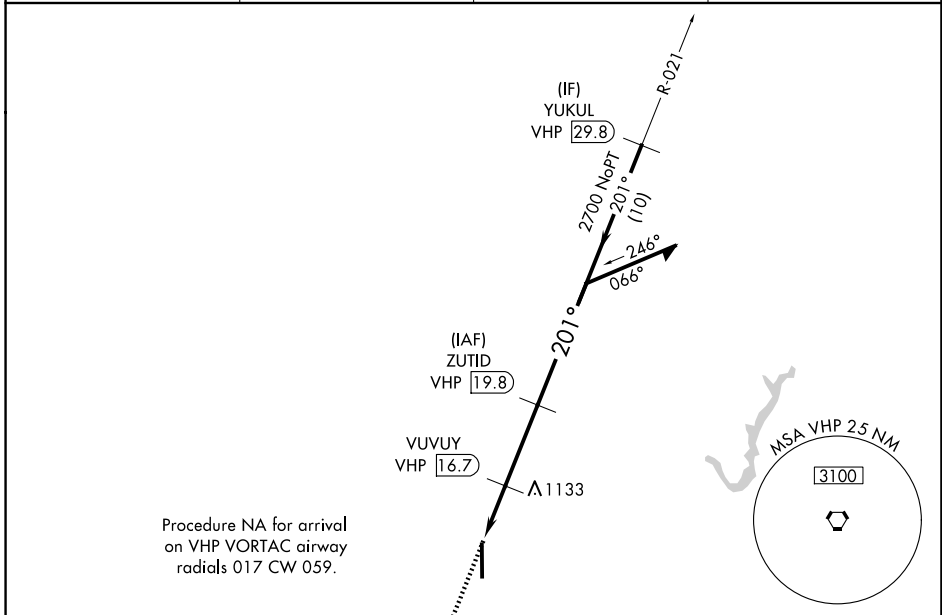 R-021
(IF)
YUKUL
VHP 29.8
2700 NoPT
201°
(10)
246°
066°
201°
(IAF)
ZUTID
VHP 19.8
VUVUY
VHP 16.7
1133
MSA VHP 25 NM
3100
Procedure NA for arrival
on VHP VORTAC airway
radials 017 CW 059.